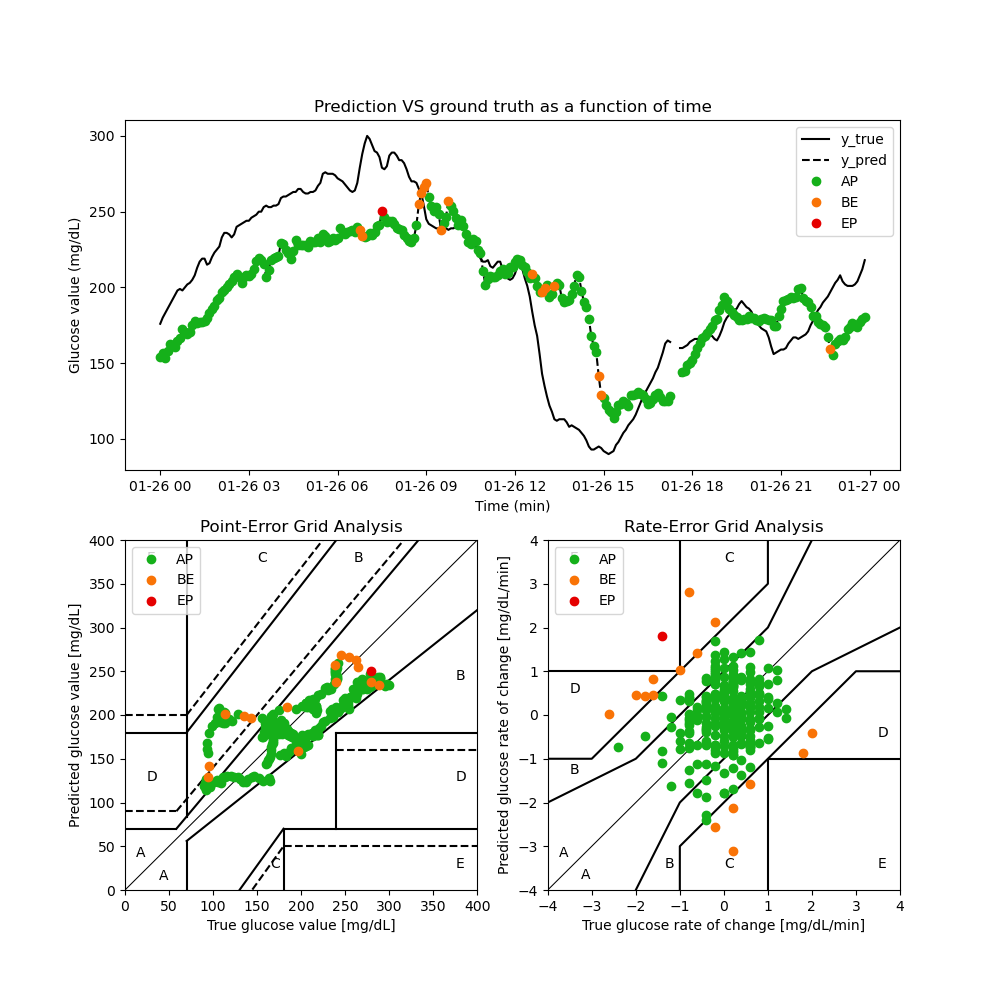 Prediction VS ground truth as a function of time
Glucose value (mg/dL)
300
250
200
150
100
y_true
y_pred
AP
BE
EP
01-26 00 01-26 03 01-26 06 01-26 09 01-26 12 01-26 15 01-26 18 01-26 21 01-27 00
Time (min)
Point-Error Grid Analysis
Predicted glucose value [mg/dL]
400
350
300
250
200
150
100
50
0
AP
BE
EP
C
B
B
D
D
A
A
C
E
0 50 100 150 200 250 300 350 400
True glucose value [mg/dL]
Rate-Error Grid Analysis
Predicted glucose rate of change [mg/dL/min]
4
3
2
1
0
−1
−2
−3
−4
AP
BE
EP
C
D
D
B
A
A
B
C
E
−4 −3 −2 −1 0 1 2 3 4
True glucose rate of change [mg/dL/min]